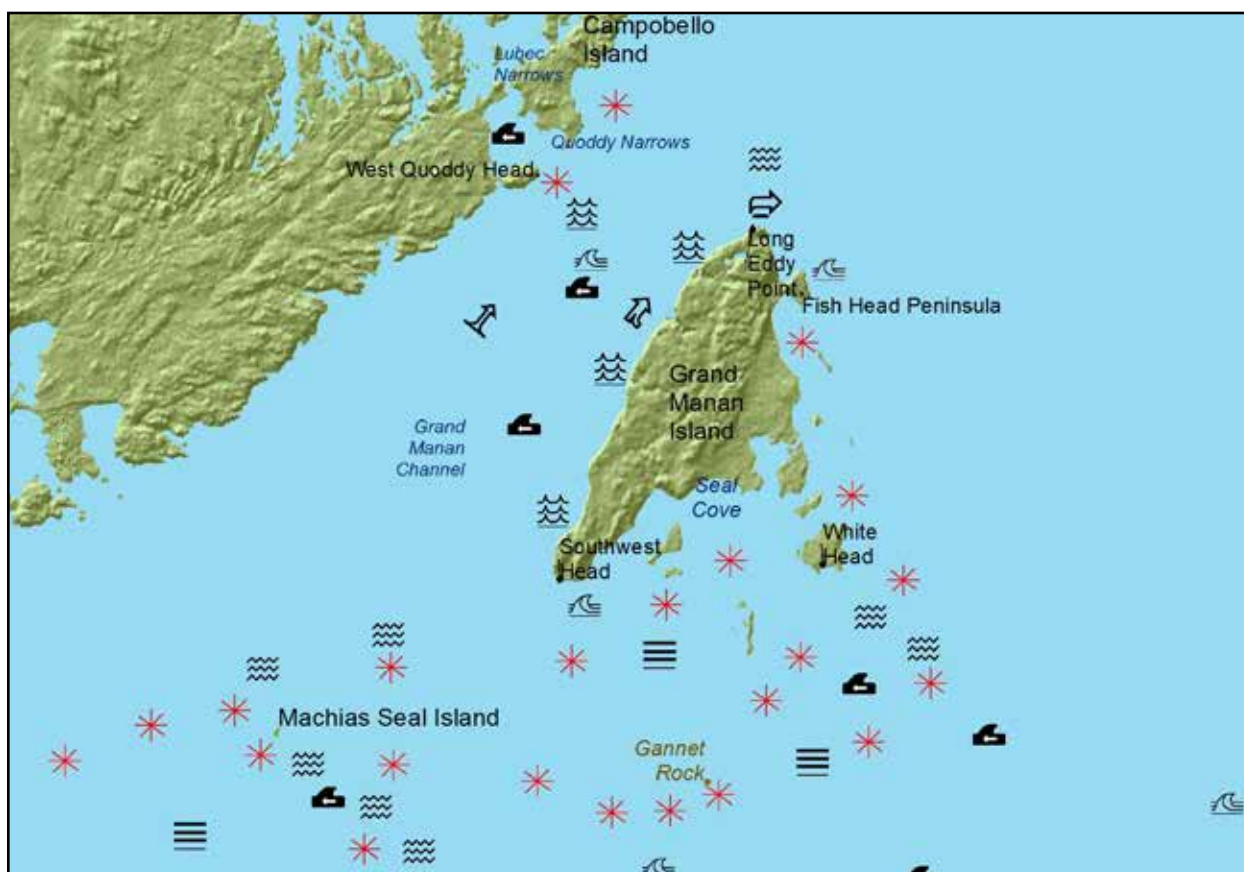 Campobello
Island
Lubec
Narrows
Quoddy Narrows
West Quoddy Head
Long
Eddy
Point
Fish Head Peninsula
Grand
Manan
Island
Grand
Manan
Channel
Seal
Cove
Southwest
Head
White
Head
Machias Seal Island
Gannet
Rock